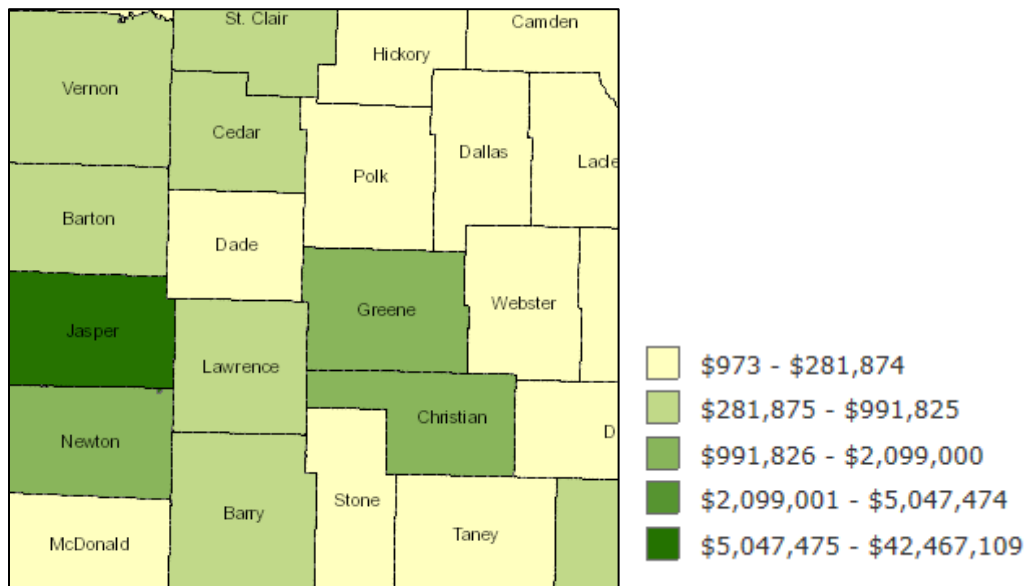 St. Clair
Camden
Hickory
Vernon
Cedar
Dallas
Lacle
Polk
Barton
Dade
Greene
Webster
Jasper
Lawrence
Christian
Newton
D
Stone
Barry
Taney
McDonald
$973 - $281,874
$281,875 - $991,825
$991,826 - $2,099,000
$2,099,001 - $5,047,474
$5,047,475 - $42,467,109